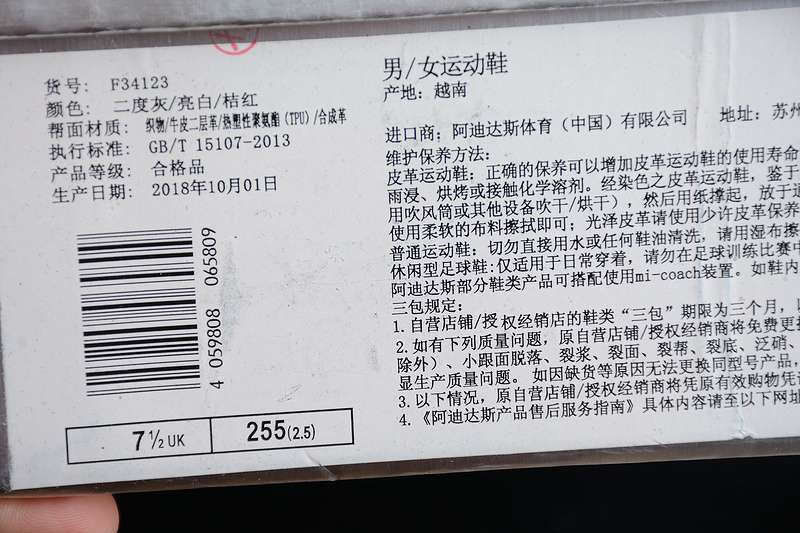 货号: F34123
颜色: 二度灰/亮白/桔红
帮面材质: 织物/牛皮二层革/热塑性聚氨酯(TPU)/合成革
执行标准: GB/T 15107-2013
产品等级: 合格品
生产日期: 2018年10月01日
4 059808 065809
7½ UK
255(2.5)
男/女运动鞋
产地: 越南
进口商: 阿迪达斯体育(中国)有限公司 地址: 苏州
维护保养方法:
皮革运动鞋: 正确的保养可以增加皮革运动鞋的使用寿命
雨浸、烘烤或接触化学溶剂。经染色之皮革运动鞋, 鉴于
用吹风筒或其他设备吹干/烘干), 然后用纸撑起, 放于通
使用柔软的布料擦拭即可; 光泽皮革请使用少许皮革保养
普通运动鞋: 切勿直接用水或任何鞋油清洗, 请用湿布擦
休闲型足球鞋:仅适用于日常穿着, 请勿在足球训练比赛中
阿迪达斯部分鞋类产品可搭配使用mi-coach装置。如鞋内
三包规定:
1. 自营店铺/授权经销店的鞋类“三包”期限为三个月,
2. 如有下列质量问题, 原自营店铺/授权经销商将免费更换
除外)、小跟面脱落、裂浆、裂面、裂帮、裂底、泛硝、
显生产质量问题。 如因缺货等原因无法更换同型号产品,
3. 以下情况, 原自营店铺/授权经销商将凭原有效购物凭
4. 《阿迪达斯产品售后服务指南》具体内容请至以下网址